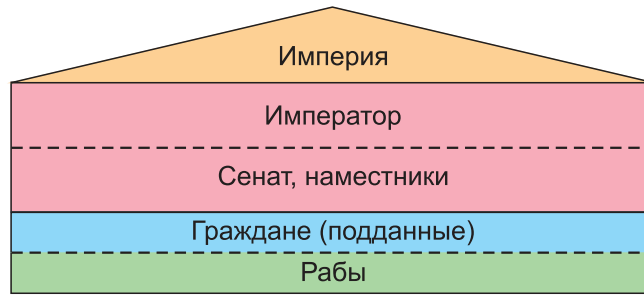 Империя
Император
Сенат, наместники
Граждане (подданные)
Рабы